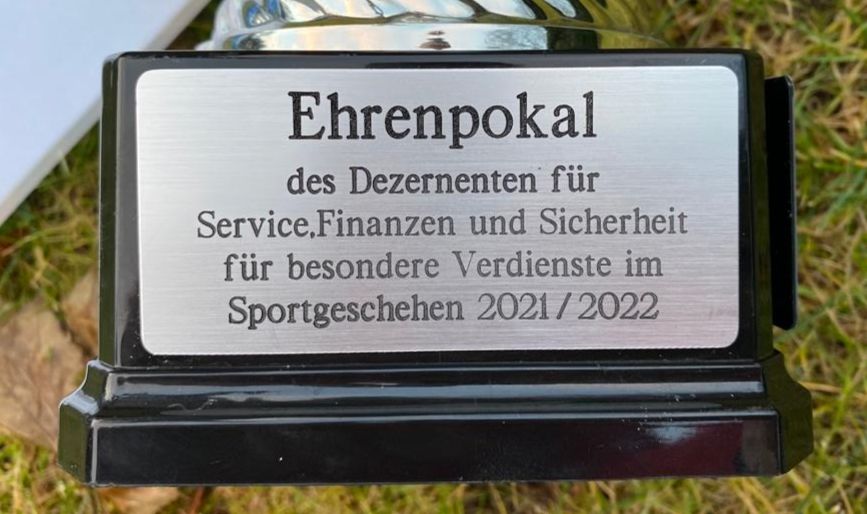 Ehrenpokal
des Dezernenten für
Service,Finanzen und Sicherheit
für besondere Verdienste im
Sportgeschehen 2021/2022